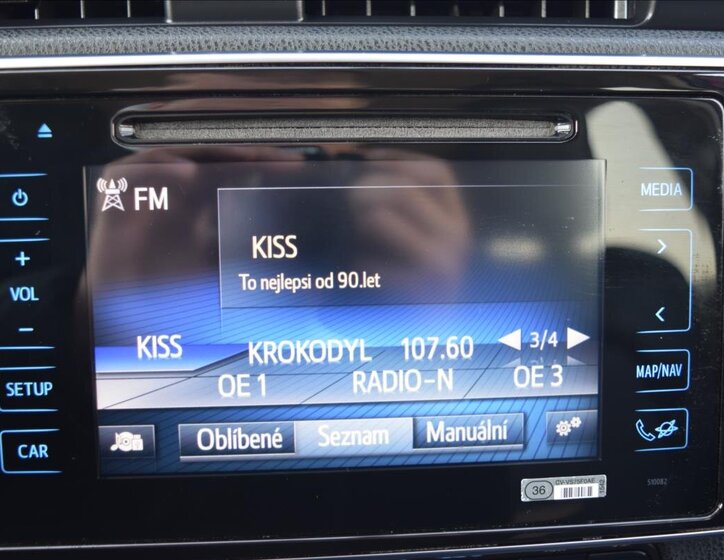 FM
MEDIA
KISS
To nejlepsi od 90.let
+
VOL
−
KISS KROKODYL 107.60 3/4
OE 1 RADIO-N OE 3
MAP/NAV
SETUP
Oblíbené Seznam Manuální
CAR
36
510082